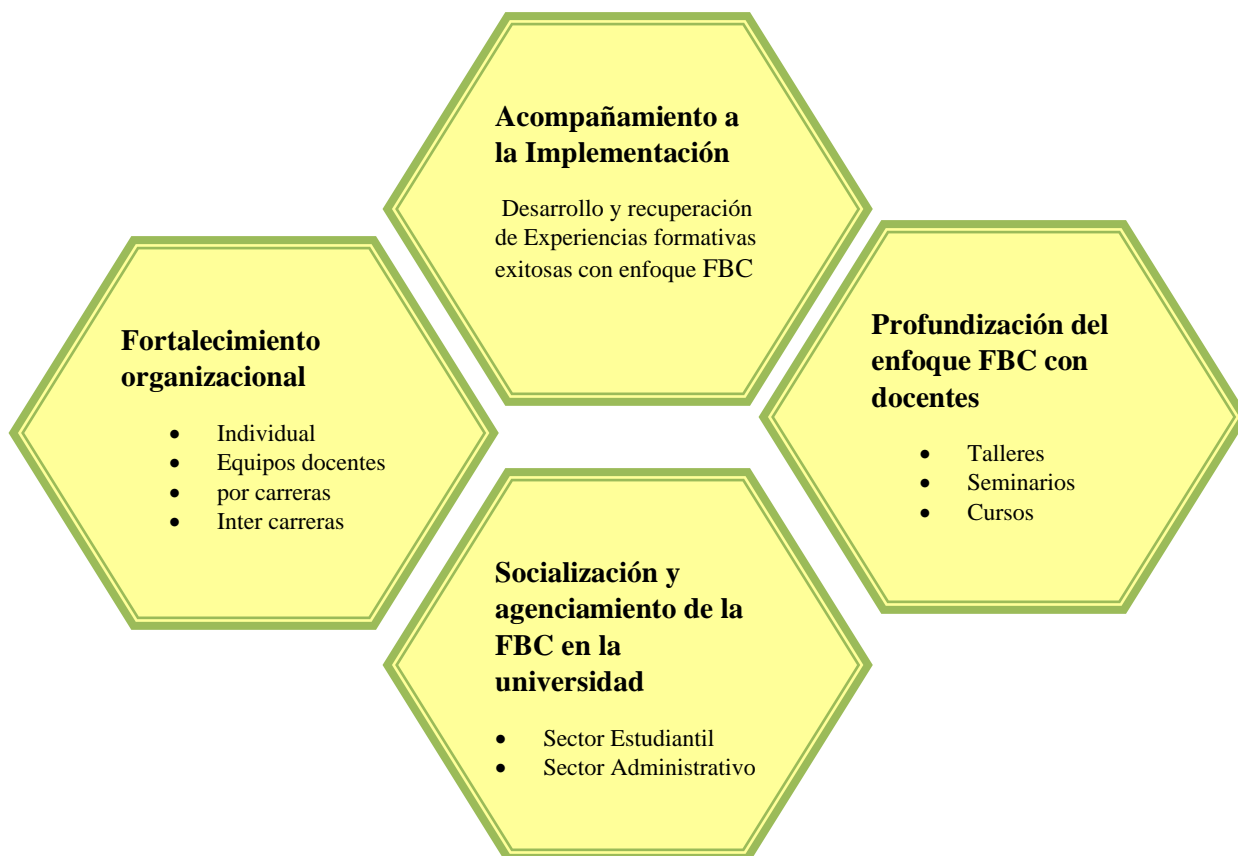 Acompañamiento a
la Implementación
Desarrollo y recuperación
de Experiencias formativas
exitosas con enfoque FBC
Fortalecimiento
organizacional
• Individual
• Equipos docentes
• por carreras
• Inter carreras
Profundización del
enfoque FBC con
docentes
• Talleres
• Seminarios
• Cursos
Socialización y
agenciamiento de la
FBC en la
universidad
• Sector Estudiantil
• Sector Administrativo